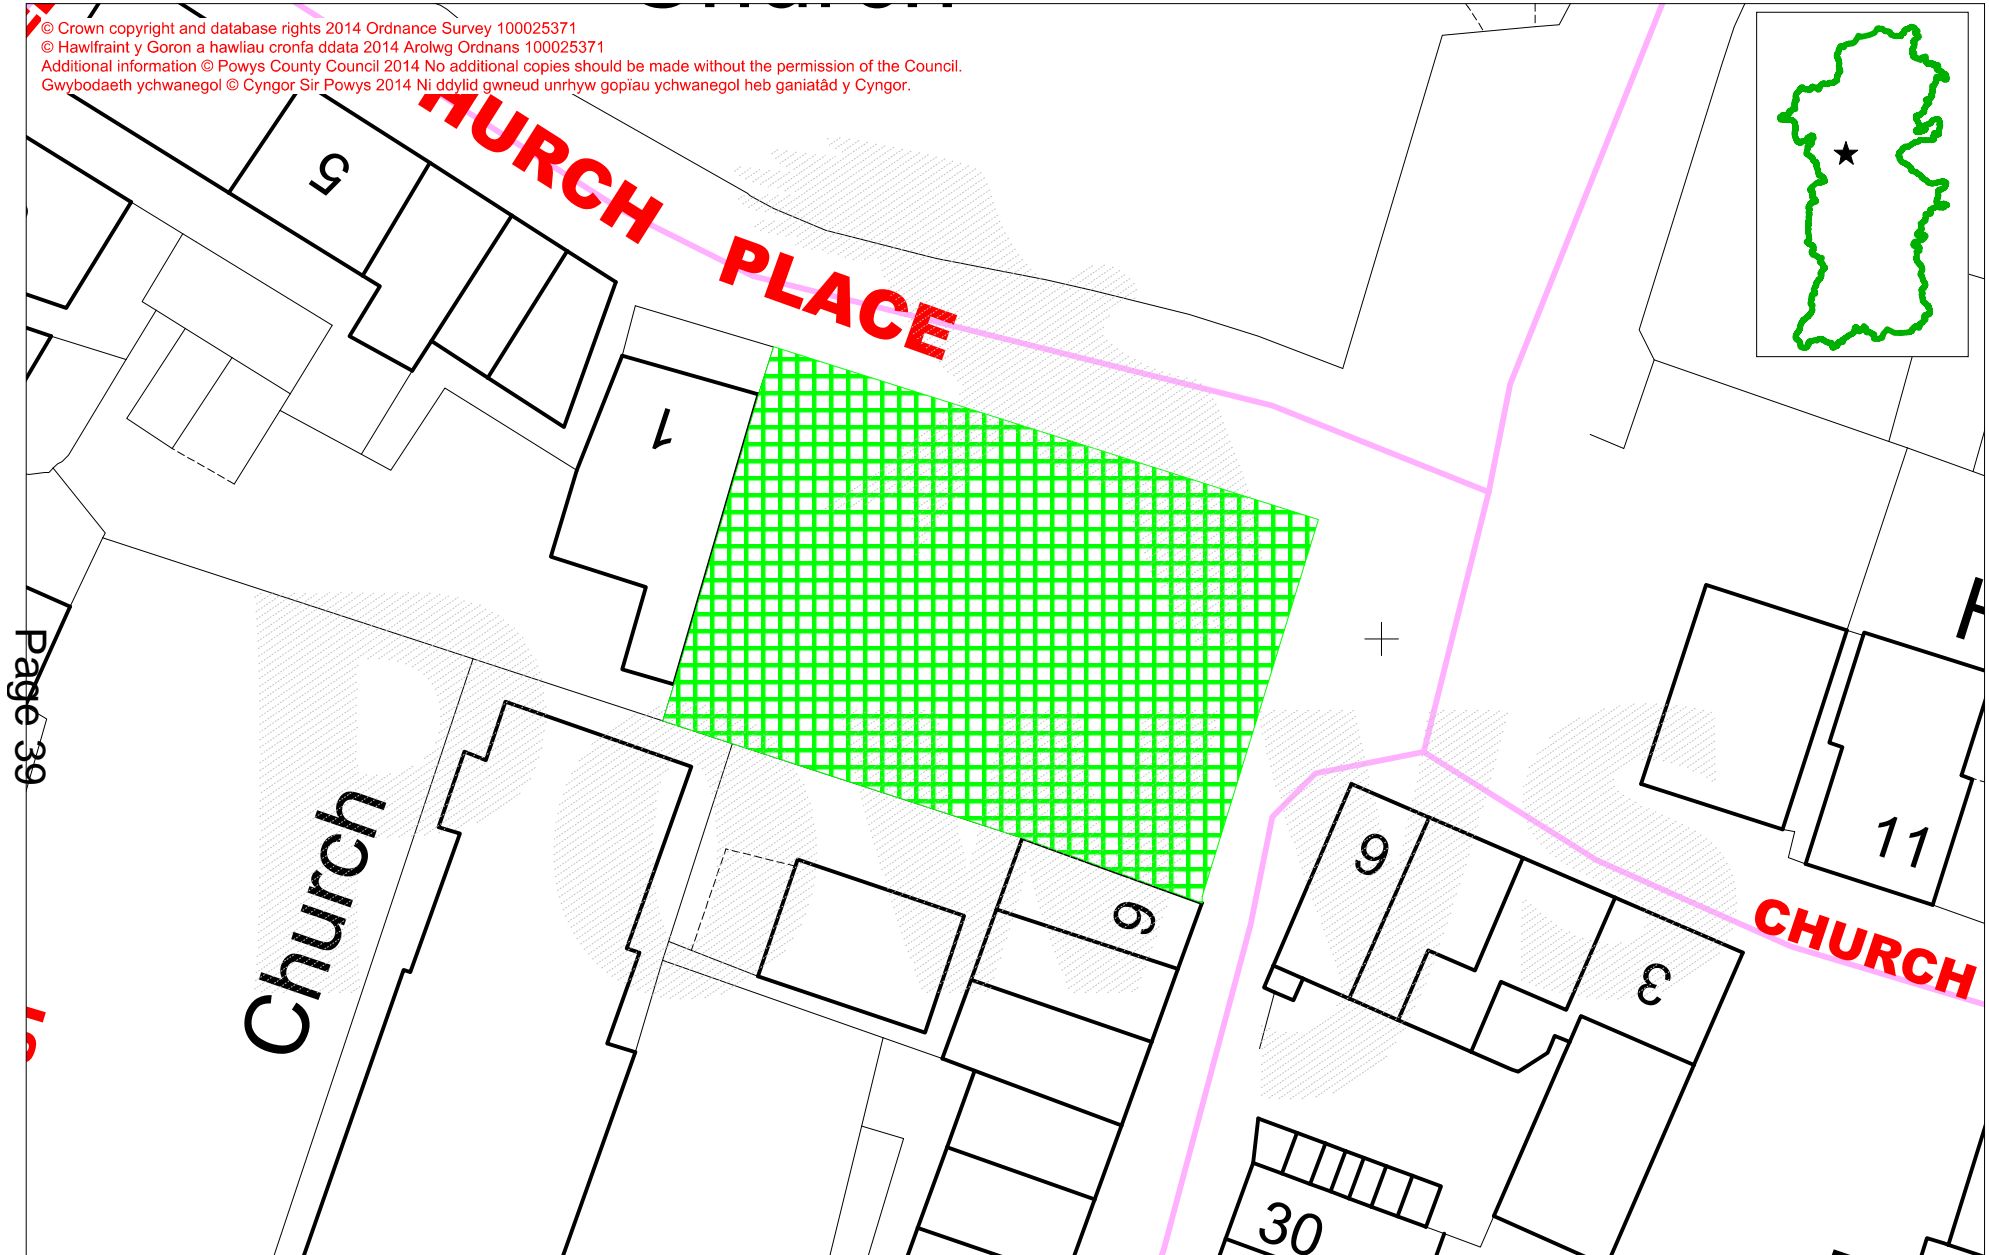 © Crown copyright and database rights 2014 Ordnance Survey 100025371
© Hawlfraint y Goron a hawliau cronfa ddata 2014 Arolwg Ordnans 100025371
Additional information © Powys County Council 2014 No additional copies should be made without the permission of the Council.
Gwybodaeth ychwanegol © Cyngor Sir Powys 2014 Ni ddylid gwneud unrhyw gopïau ychwanegol heb ganiatâd y Cyngor.
5
HURCH PLACE
1
Page 39
Church
POWYS
6
9
3
11
CHURCH
30